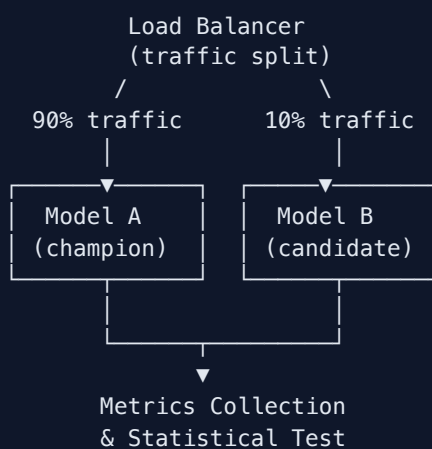 Load Balancer
(traffic split)
90% traffic 10% traffic
Model A Model B
(champion) (candidate)
Metrics Collection
& Statistical Test